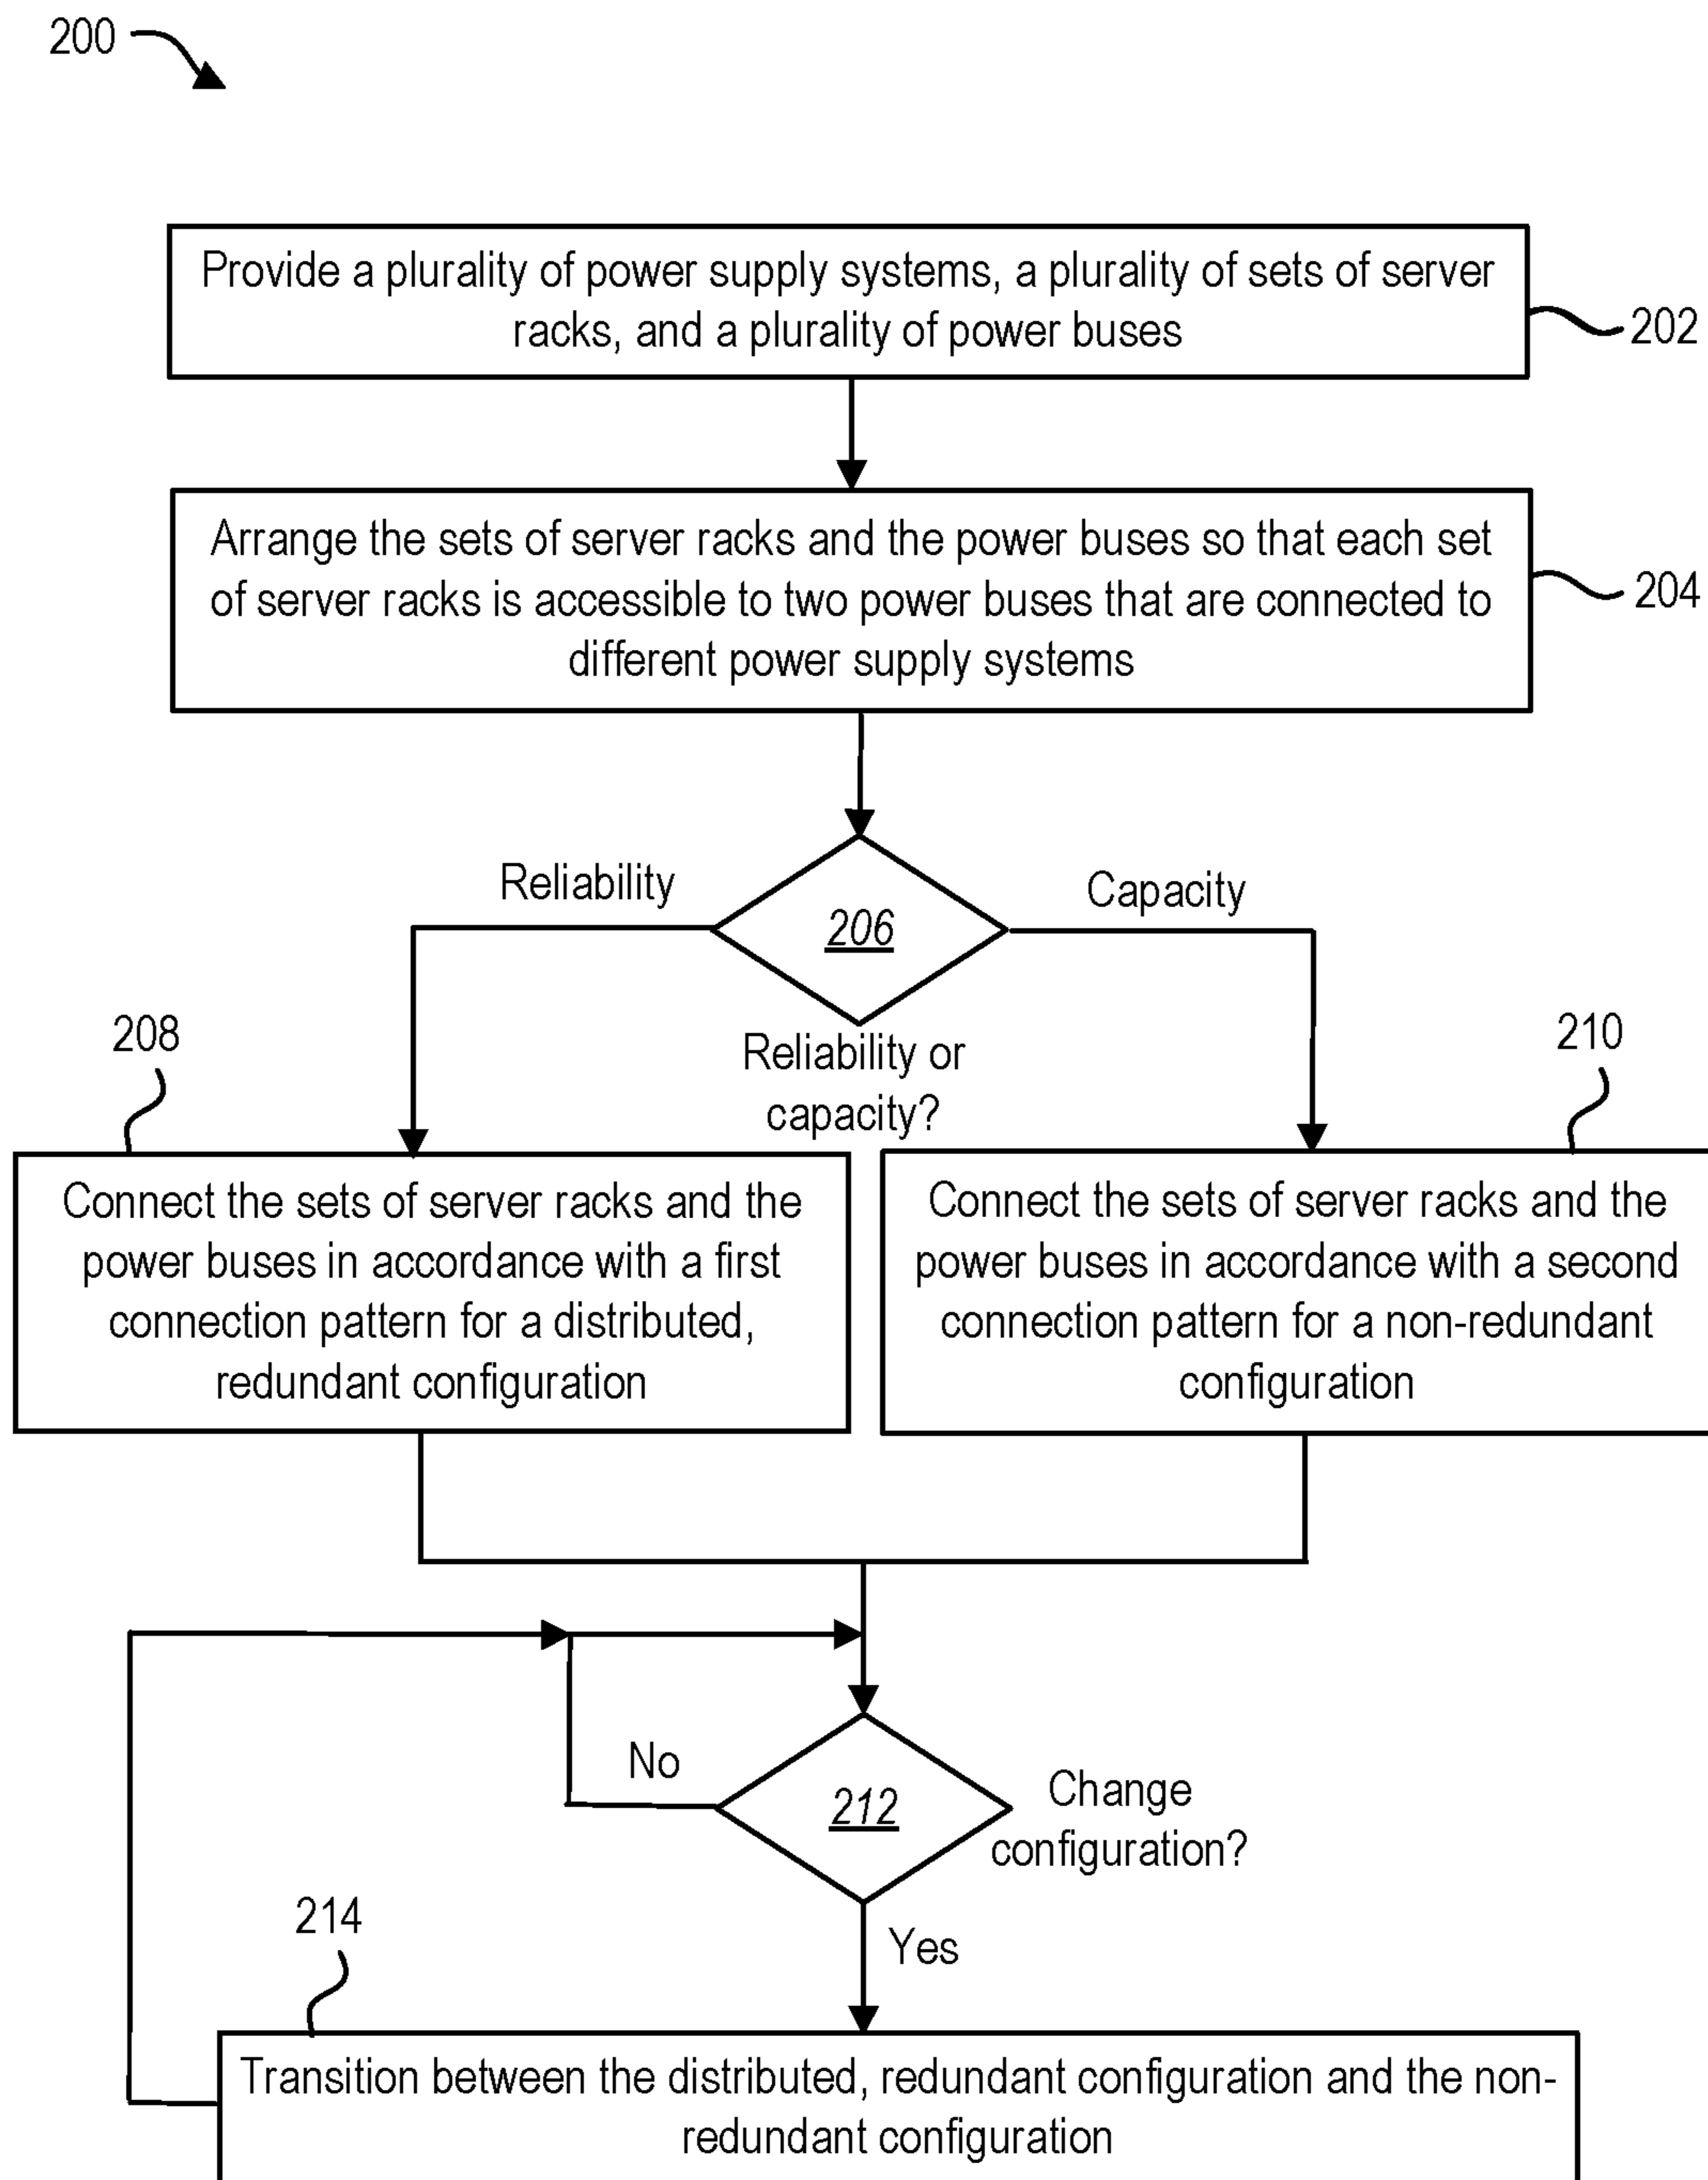 200
Provide a plurality of power supply systems, a plurality of sets of server
racks, and a plurality of power buses
202
Arrange the sets of server racks and the power buses so that each set
of server racks is accessible to two power buses that are connected to
different power supply systems
204
Reliability
206
Capacity
Reliability or
capacity?
208
Connect the sets of server racks and the
power buses in accordance with a first
connection pattern for a distributed,
redundant configuration
210
Connect the sets of server racks and the
power buses in accordance with a second
connection pattern for a non-redundant
configuration
No
212
Change
configuration?
Yes
214
Transition between the distributed, redundant configuration and the non-
redundant configuration